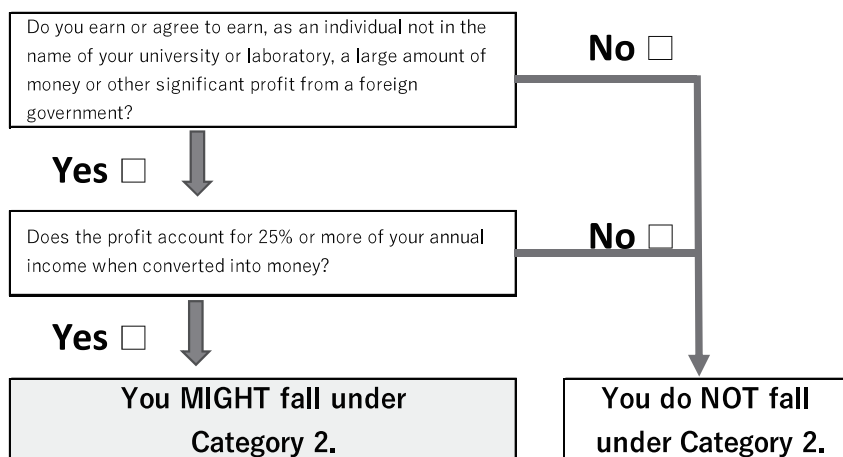 Do you earn or agree to earn, as an individual not in the
name of your university or laboratory, a large amount of
money or other significant profit from a foreign
government?
No □
Yes □
Does the profit account for 25% or more of your annual
income when converted into money?
No □
Yes □
You MIGHT fall under
Category 2.
You do NOT fall
under Category 2.